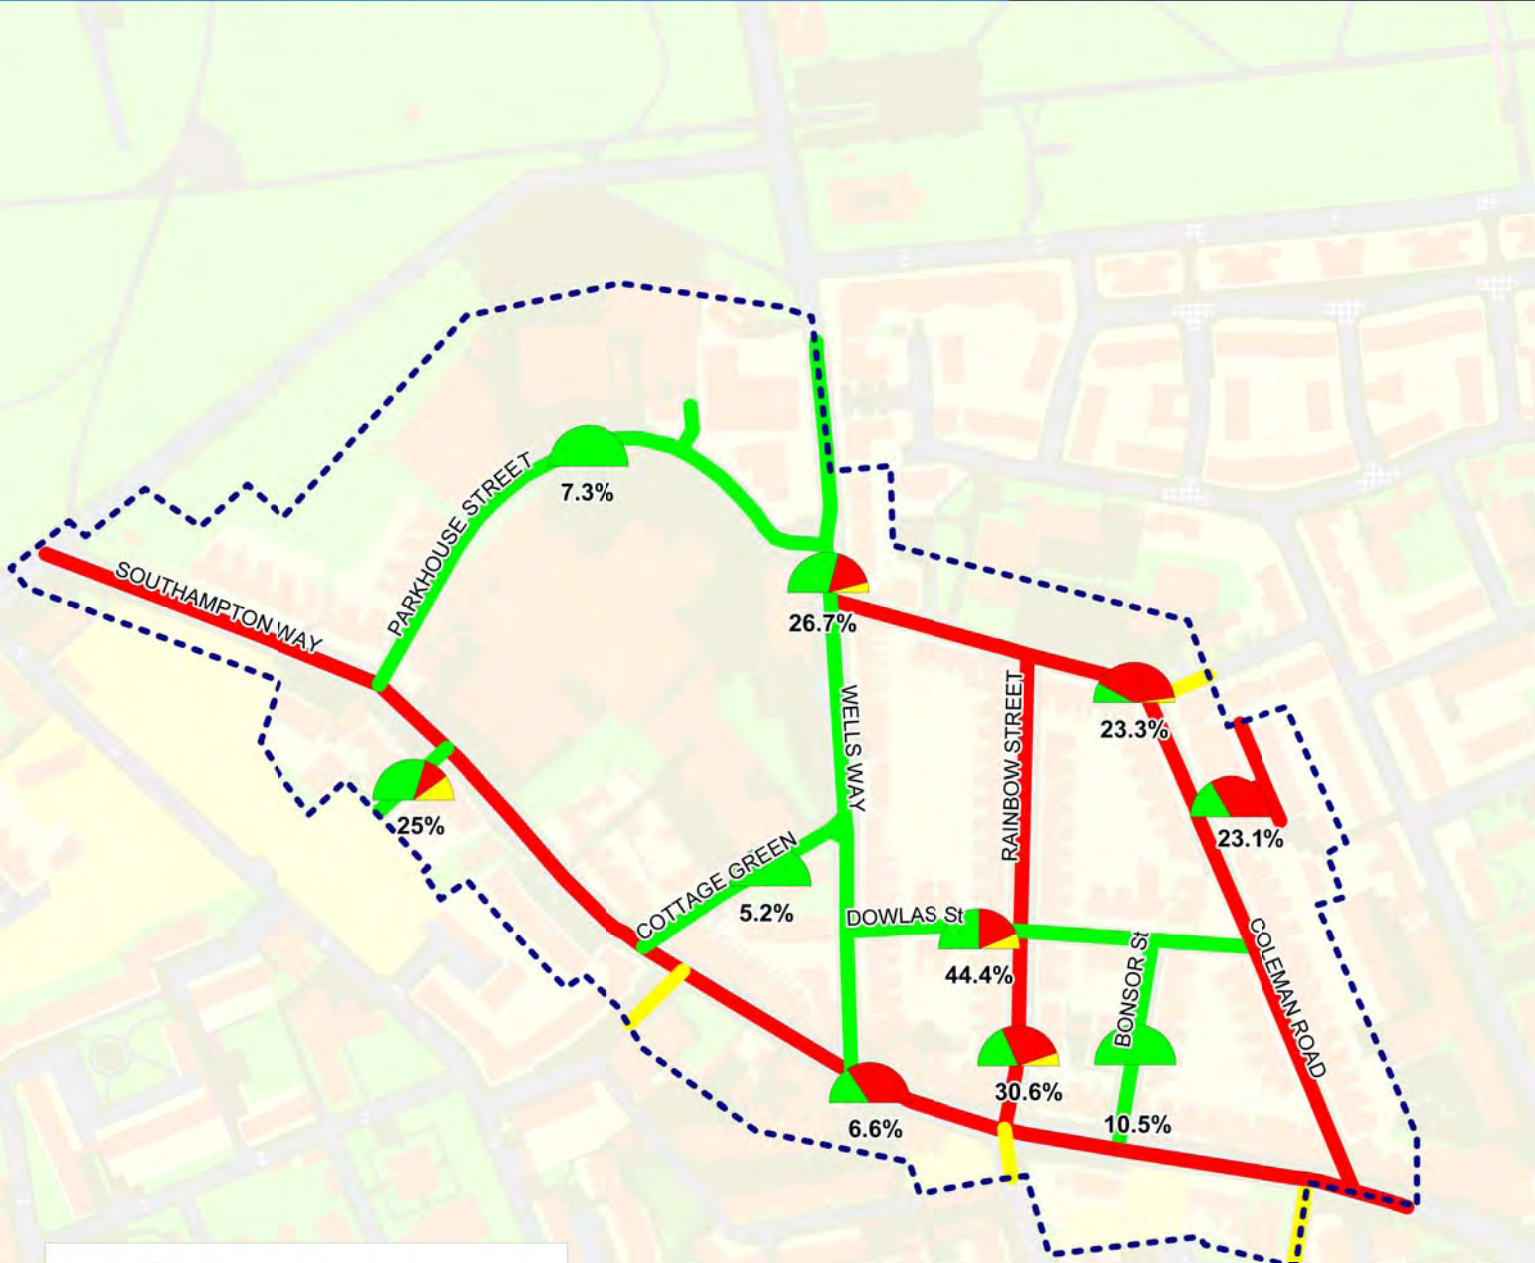 PARKHOUSE STREET
7.3%
SOUTHAMPTON WAY
26.7%
WELLS WAY
RAINBOW STREET
23.3%
25%
23.1%
COTTAGE GREEN
5.2%
DOWLAS St
44.4%
BONSOR St
COLEMAN ROAD
30.6%
6.6%
10.5%